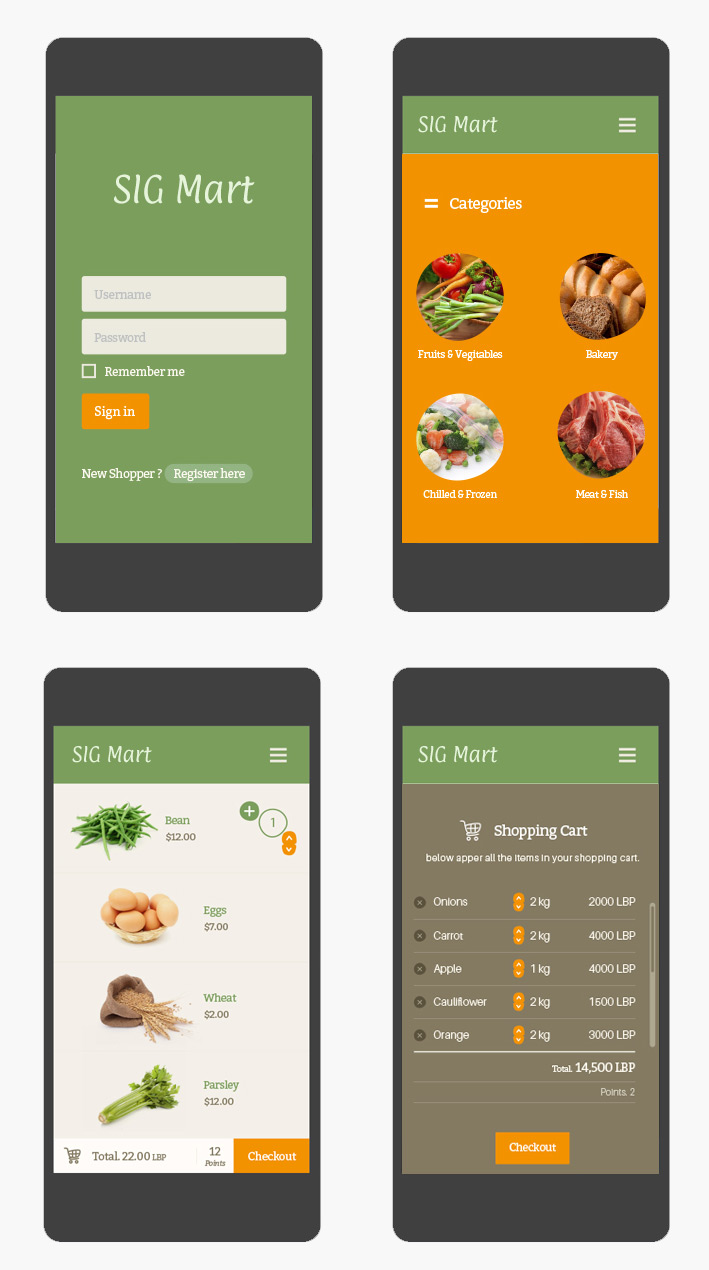 SIG Mart
Username
Password
Remember me
Sign in
New Shopper ? Register here
SIG Mart
Categories
Fruits & Vegitables
Bakery
Chilled & Frozen
Meat & Fish
SIG Mart
Bean
$12.00
1
Eggs
$7.00
Wheat
$2.00
Parsley
$12.00
Total. 22.00 LBP
12
Points
Checkout
SIG Mart
Shopping Cart
below apper all the items in your shopping cart.
Onions 2 kg 2000 LBP
Carrot 2 kg 4000 LBP
Apple 1 kg 4000 LBP
Cauliflower 2 kg 1500 LBP
Orange 2 kg 3000 LBP
Total. 14,500 LBP
Points. 2
Checkout